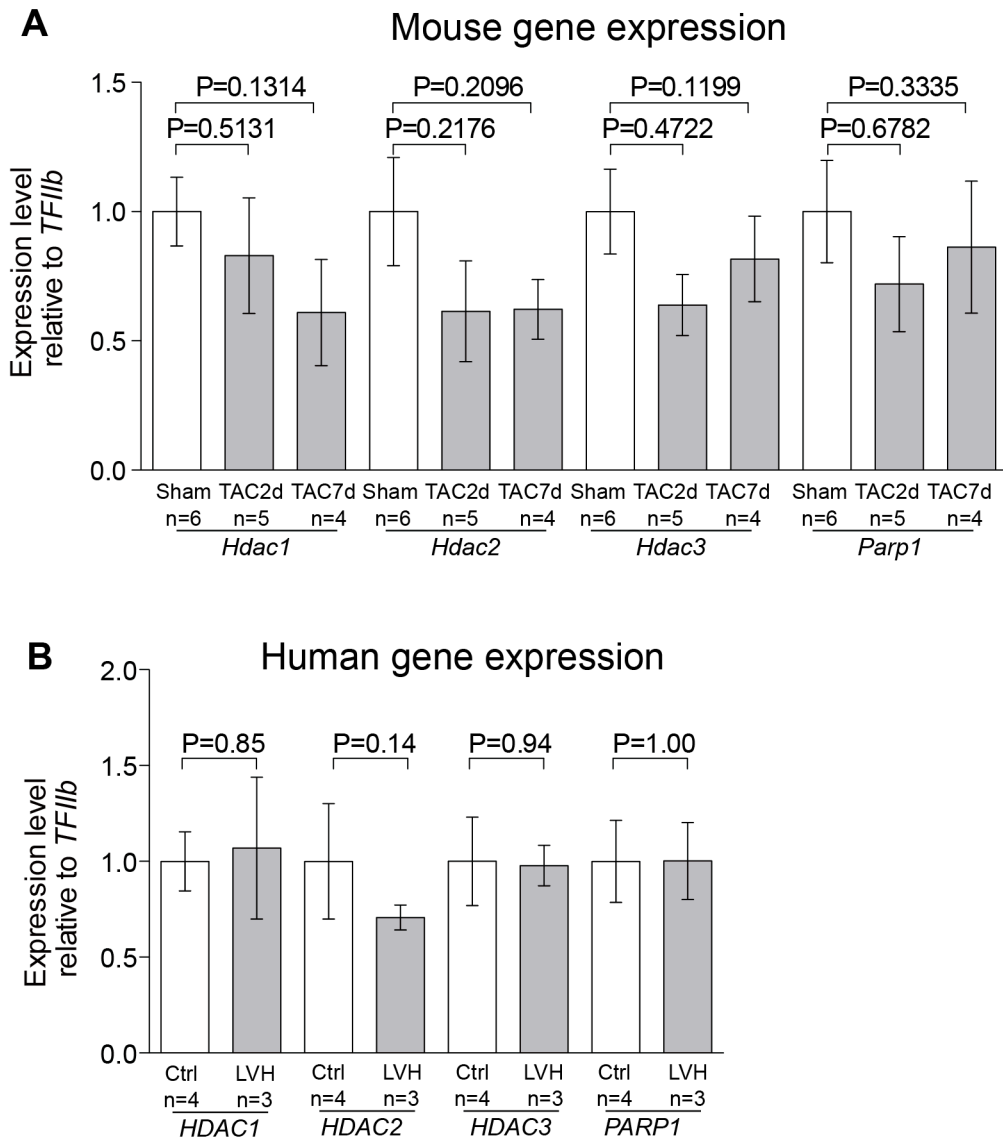 A
Mouse gene expression
P=0.1314 P=0.2096 P=0.1199 P=0.3335
P=0.5131 P=0.2176 P=0.4722 P=0.6782
Expression level
relative to TFIIb
1.5
1.0
0.5
0.0
Sham TAC2d TAC7d Sham TAC2d TAC7d Sham TAC2d TAC7d Sham TAC2d TAC7d
n=6 n=5 n=4 n=6 n=5 n=4 n=6 n=5 n=4 n=6 n=5 n=4
Hdac1 Hdac2 Hdac3 Parp1
B
Human gene expression
P=0.85 P=0.14 P=0.94 P=1.00
Expression level
relative to TFIIb
2.0
1.5
1.0
0.5
0.0
Ctrl LVH Ctrl LVH Ctrl LVH Ctrl LVH
n=4 n=3 n=4 n=3 n=4 n=3 n=4 n=3
HDAC1 HDAC2 HDAC3 PARP1